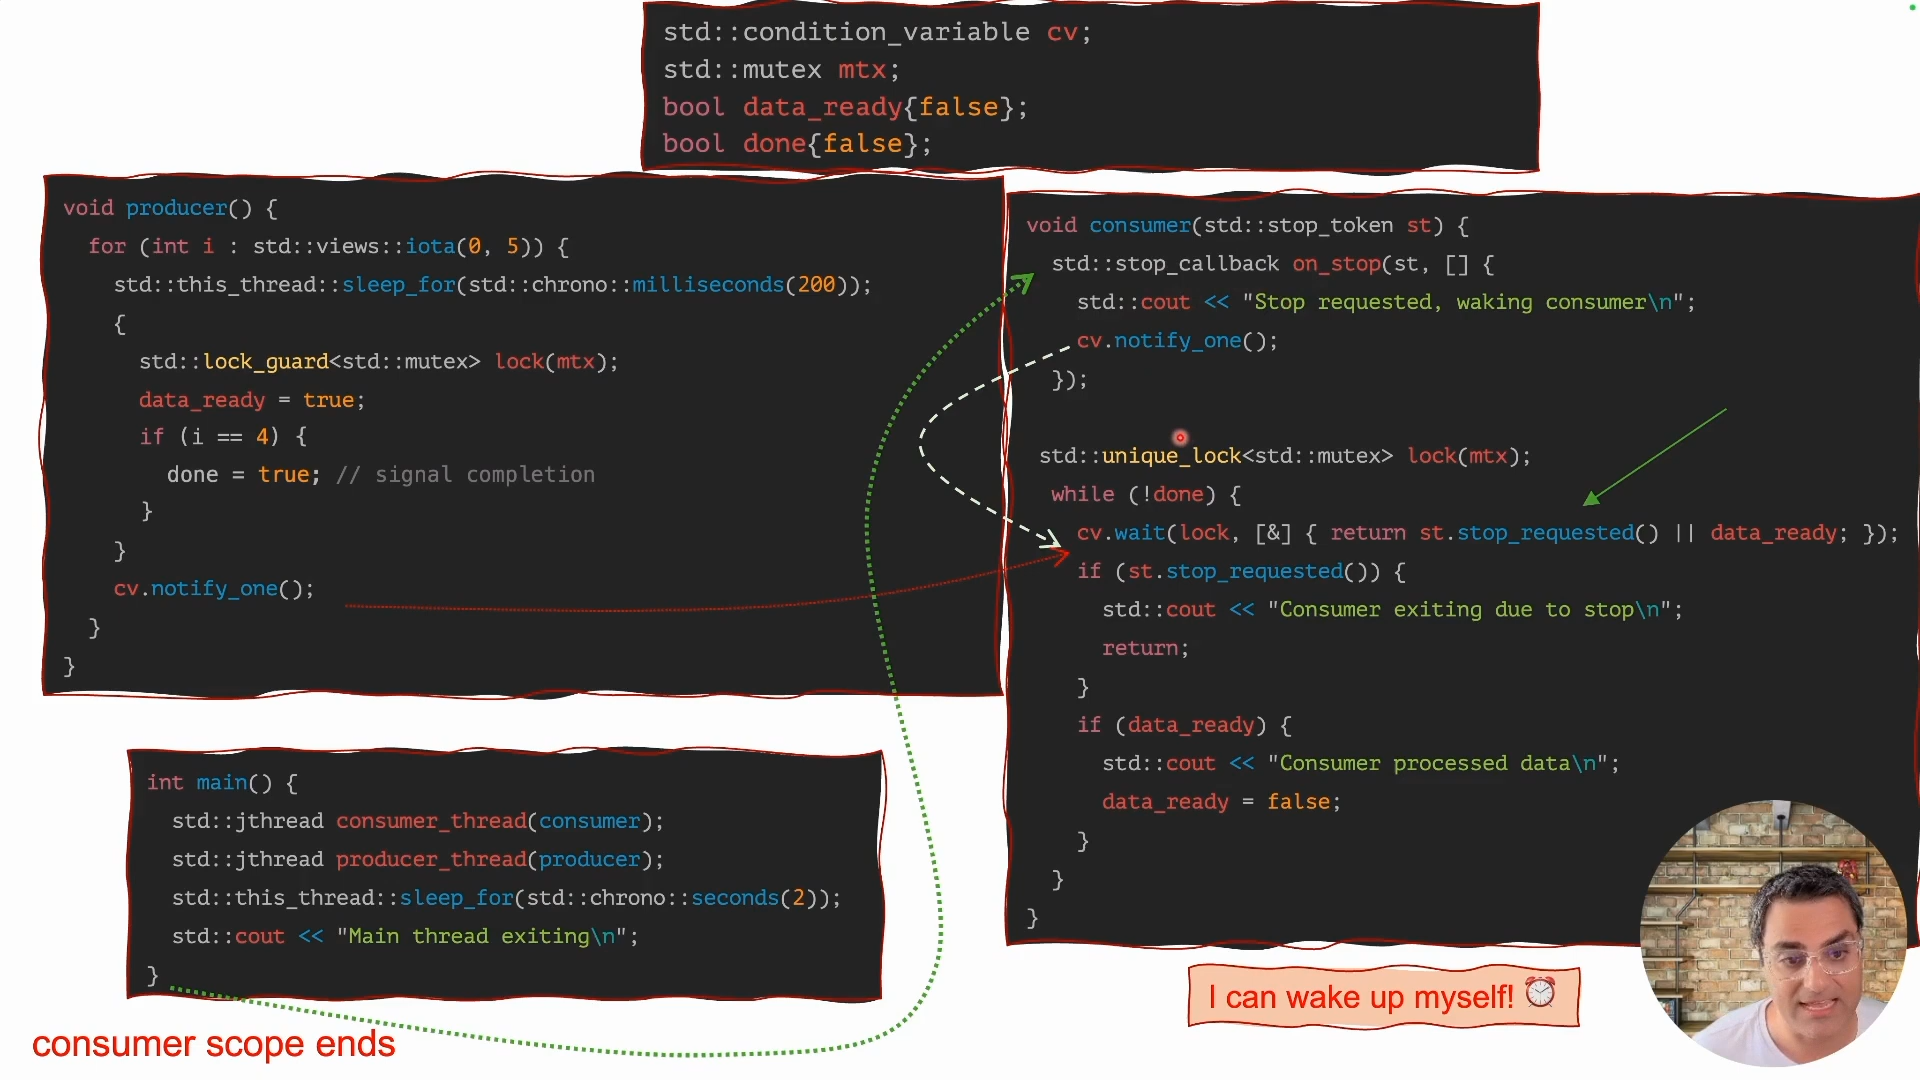 std::condition_variable cv;
std::mutex mtx;
bool data_ready{false};
bool done{false};
void producer() {
for (int i : std::views::iota(0, 5)) {
std::this_thread::sleep_for(std::chrono::milliseconds(200));
{
std::lock_guard<std::mutex> lock(mtx);
data_ready = true;
if (i == 4) {
done = true; // signal completion
}
}
cv.notify_one();
}
}
void consumer(std::stop_token st) {
std::stop_callback on_stop(st, [] {
std::cout << "Stop requested, waking consumer\n";
cv.notify_one();
});
std::unique_lock<std::mutex> lock(mtx);
while (!done) {
cv.wait(lock, [&] { return st.stop_requested() || data_ready; });
if (st.stop_requested()) {
std::cout << "Consumer exiting due to stop\n";
return;
}
if (data_ready) {
std::cout << "Consumer processed data\n";
data_ready = false;
}
}
}
int main() {
std::jthread consumer_thread(consumer);
std::jthread producer_thread(producer);
std::this_thread::sleep_for(std::chrono::seconds(2));
std::cout << "Main thread exiting\n";
}
I can wake up myself! ⏰
consumer scope ends